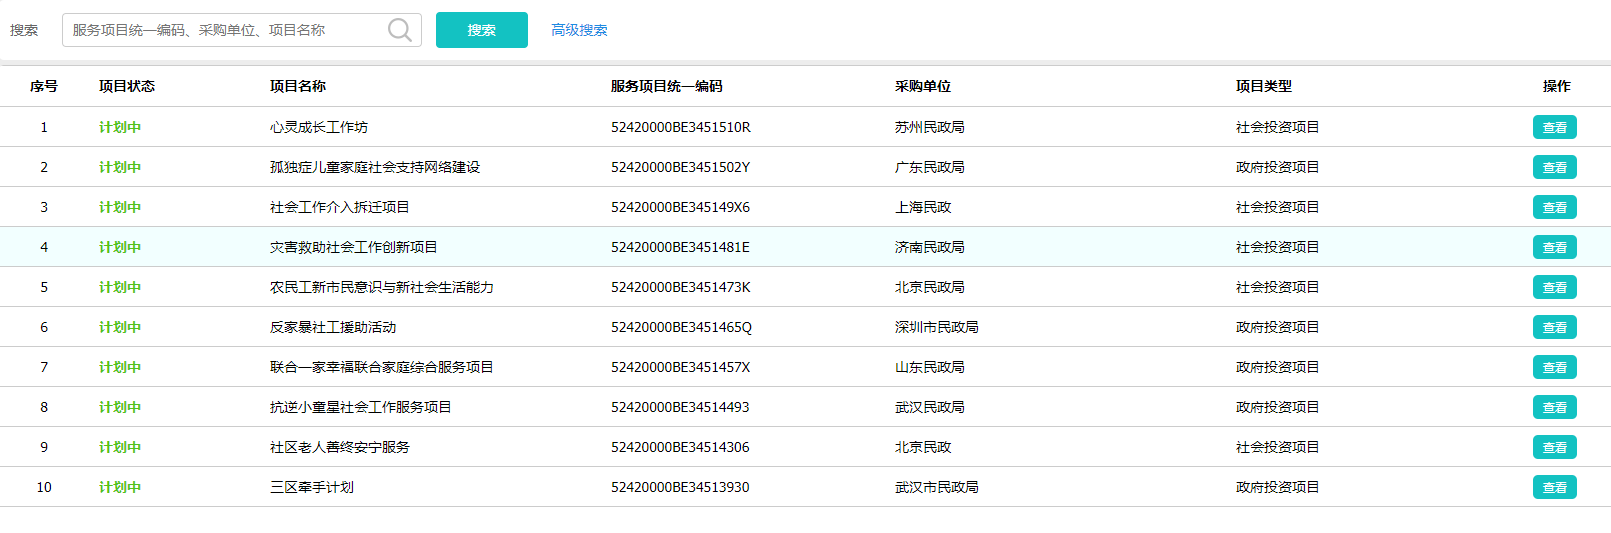 搜索 服务项目统一编码、采购单位、项目名称 搜索 高级搜索
序号 项目状态 项目名称 服务项目统一编码 采购单位 项目类型 操作
1 计划中 心灵成长工作坊 52420000BE3451510R 苏州民政局 社会投资项目 查看
2 计划中 孤独症儿童家庭社会支持网络建设 52420000BE3451502Y 广东民政局 政府投资项目 查看
3 计划中 社会工作介入拆迁项目 52420000BE345149X6 上海民政 社会投资项目 查看
4 计划中 灾害救助社会工作创新项目 52420000BE3451481E 济南民政局 社会投资项目 查看
5 计划中 农民工新市民意识与新社会生活能力 52420000BE3451473K 北京民政局 社会投资项目 查看
6 计划中 反家暴社工援助活动 52420000BE3451465Q 深圳市民政局 政府投资项目 查看
7 计划中 联合一家幸福联合家庭综合服务项目 52420000BE3451457X 山东民政局 政府投资项目 查看
8 计划中 抗逆小童星社会工作服务项目 52420000BE34514493 武汉民政局 政府投资项目 查看
9 计划中 社区老人善终安宁服务 52420000BE34514306 北京民政 社会投资项目 查看
10 计划中 三区牵手计划 52420000BE34513930 武汉市民政局 政府投资项目 查看